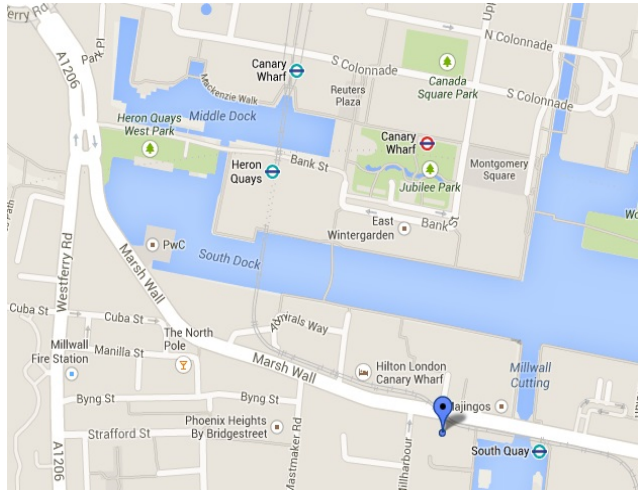 Westferry Rd
A1206
Park Pl
Upp
N Colonnade
S Colonnade
Canary
Wharf
Mackenzie Walk
Reuters
Plaza
Canada
Square Park
S Colonnade
Middle Dock
Heron Quays
West Park
Canary
Wharf
Bank St
Heron
Quays
Jubilee Park
Montgomery
Square
East
Wintergarden
Bank St
Westferry Rd
Marsh Wall
PwC
South Dock
Cuba St
Cuba St
Admirals Way
Millwall
Fire Station
Manilla St
The North
Pole
Marsh Wall
Hilton London
Canary Wharf
Millwall
Cutting
Byng St
Byng St
Mastmaker Rd
Majingos
Phoenix Heights
By Bridgestreet
Strafford St
A1206
Millharbour
South Quay